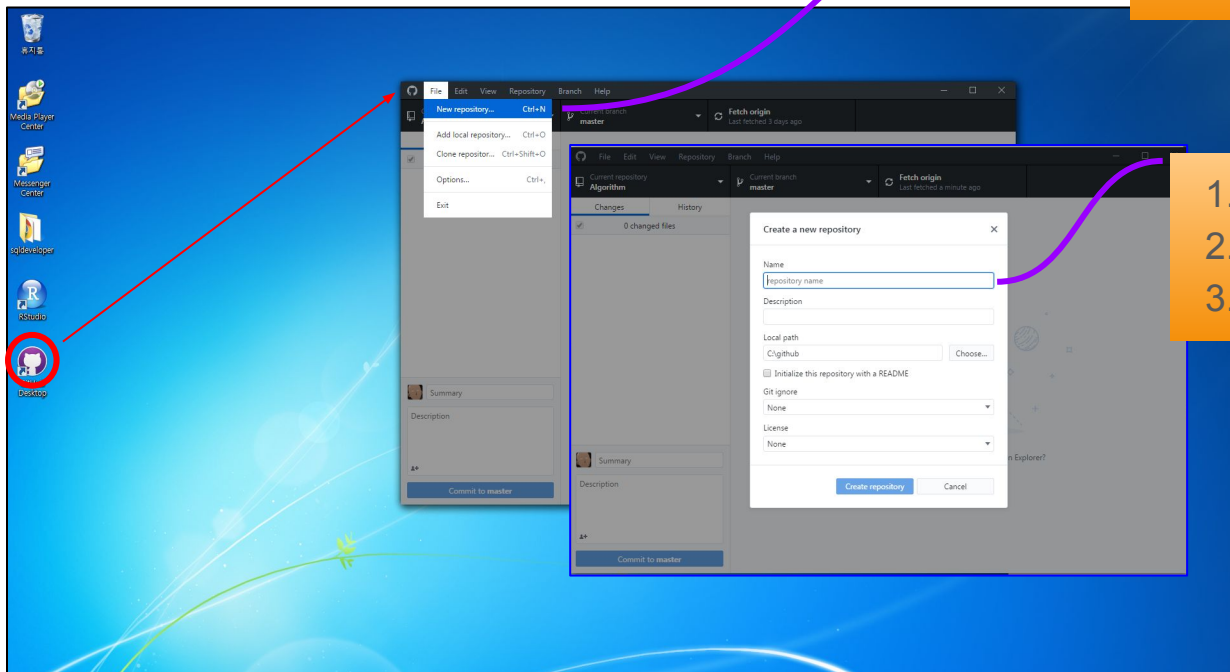 휴지통
Media Player
Center
Messenger
Center
sqldeveloper
RStudio
Desktop
File Edit View Repository Branch Help
New repository... Ctrl+N
Add local repository... Ctrl+O
Clone repositor... Ctrl+Shift+O
Options... Ctrl+,
Exit
Current branch
master
Fetch origin
Last fetched 3 days ago
Summary
Description
Commit to master
File Edit View Repository Branch Help
Current repository
Algorithm
Current branch
master
Fetch origin
Last fetched a minute ago
Changes History
0 changed files
Create a new repository
Name
repository name
Description
Local path
C:\github Choose...
Initialize this repository with a README
Git ignore
None
License
None
Create repository Cancel
n Explorer?
Summary
Description
Commit to master
1.
2.
3.